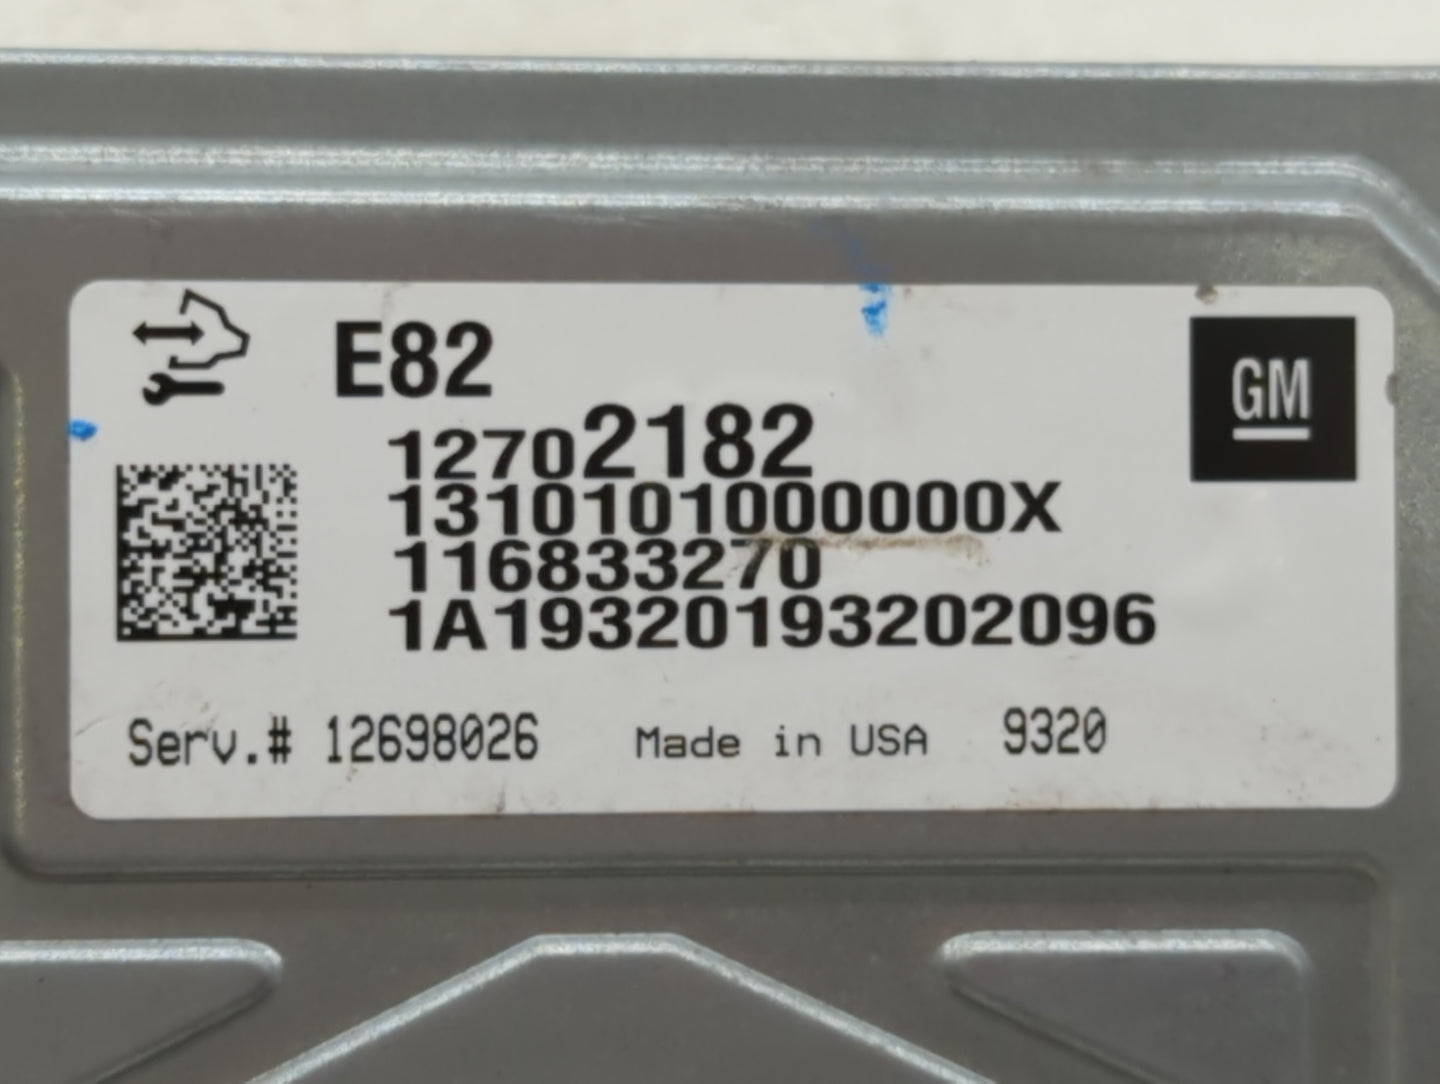 E82
GM
12702182
1310101000000X
116833270
1A19320193202096
Serv.# 12698026 Made in USA 9320